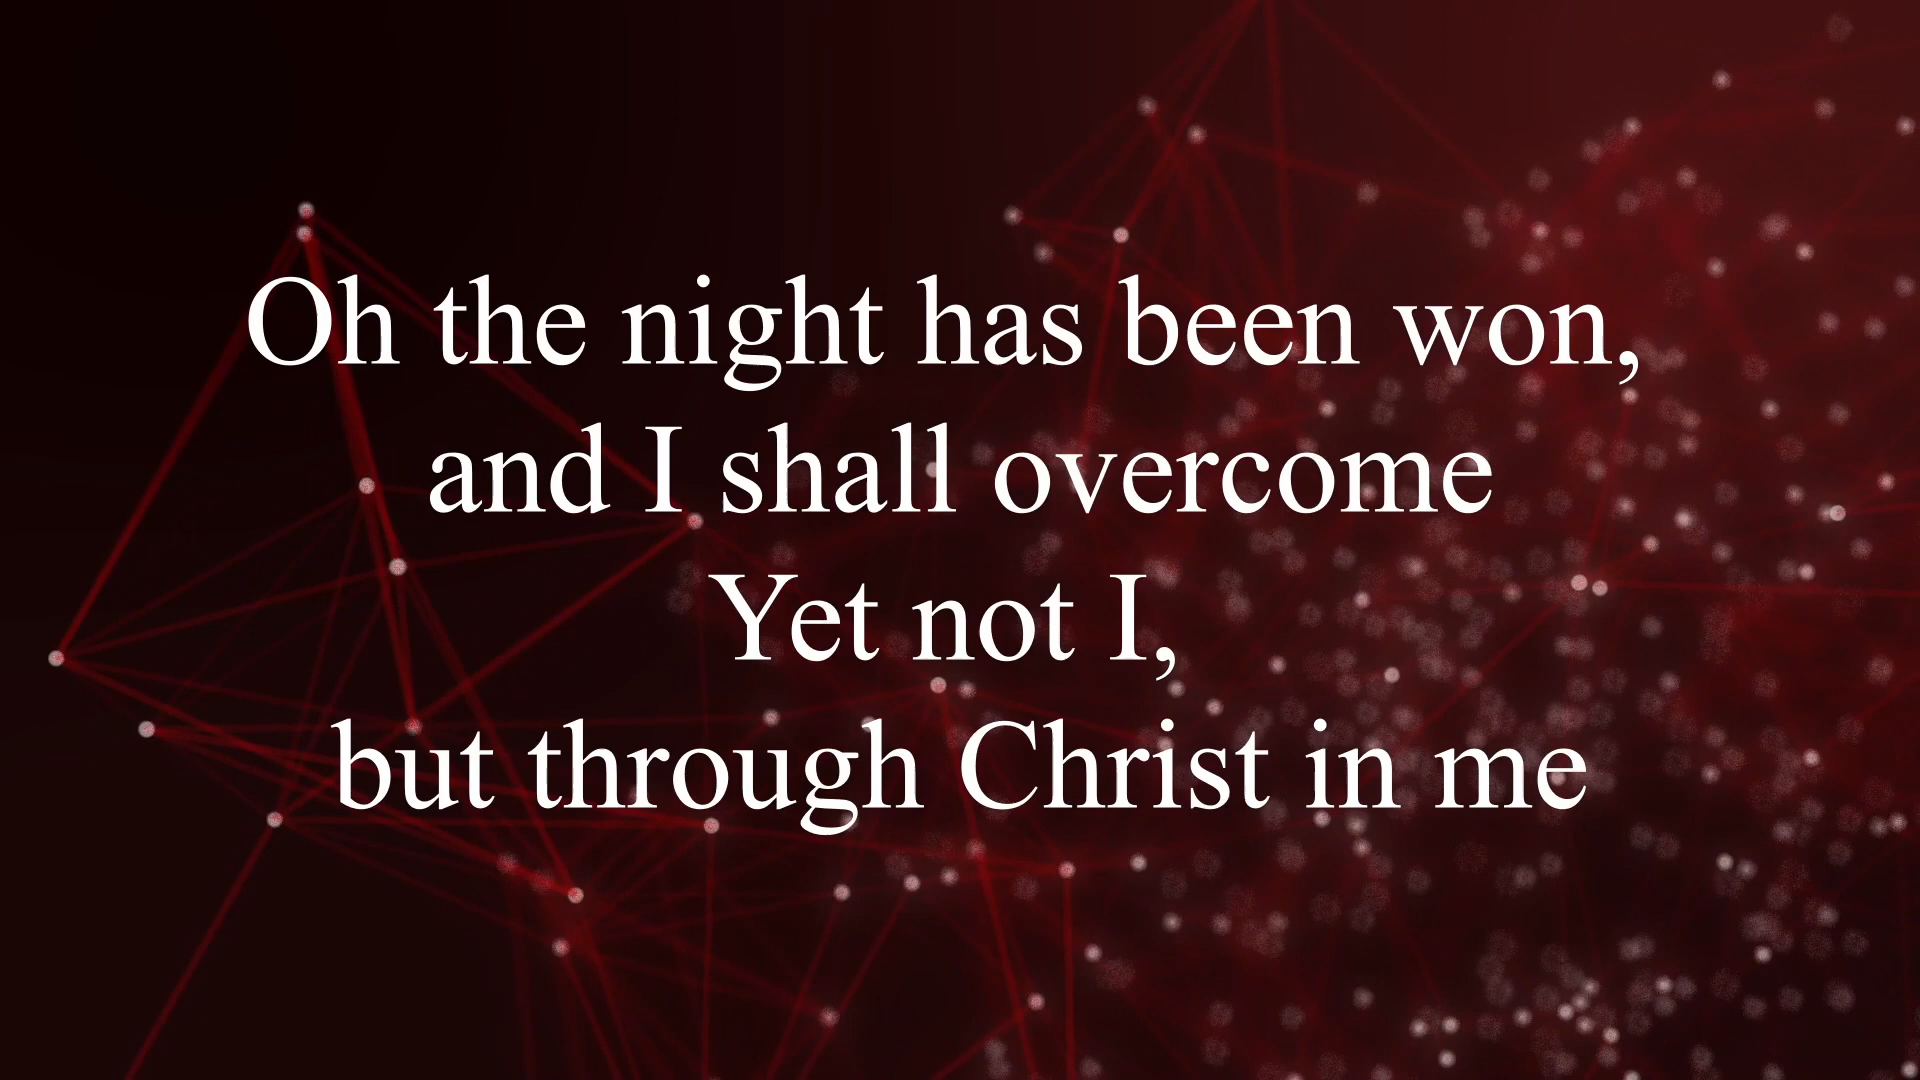 Oh the night has been won,
and I shall overcome
Yet not I,
but through Christ in me